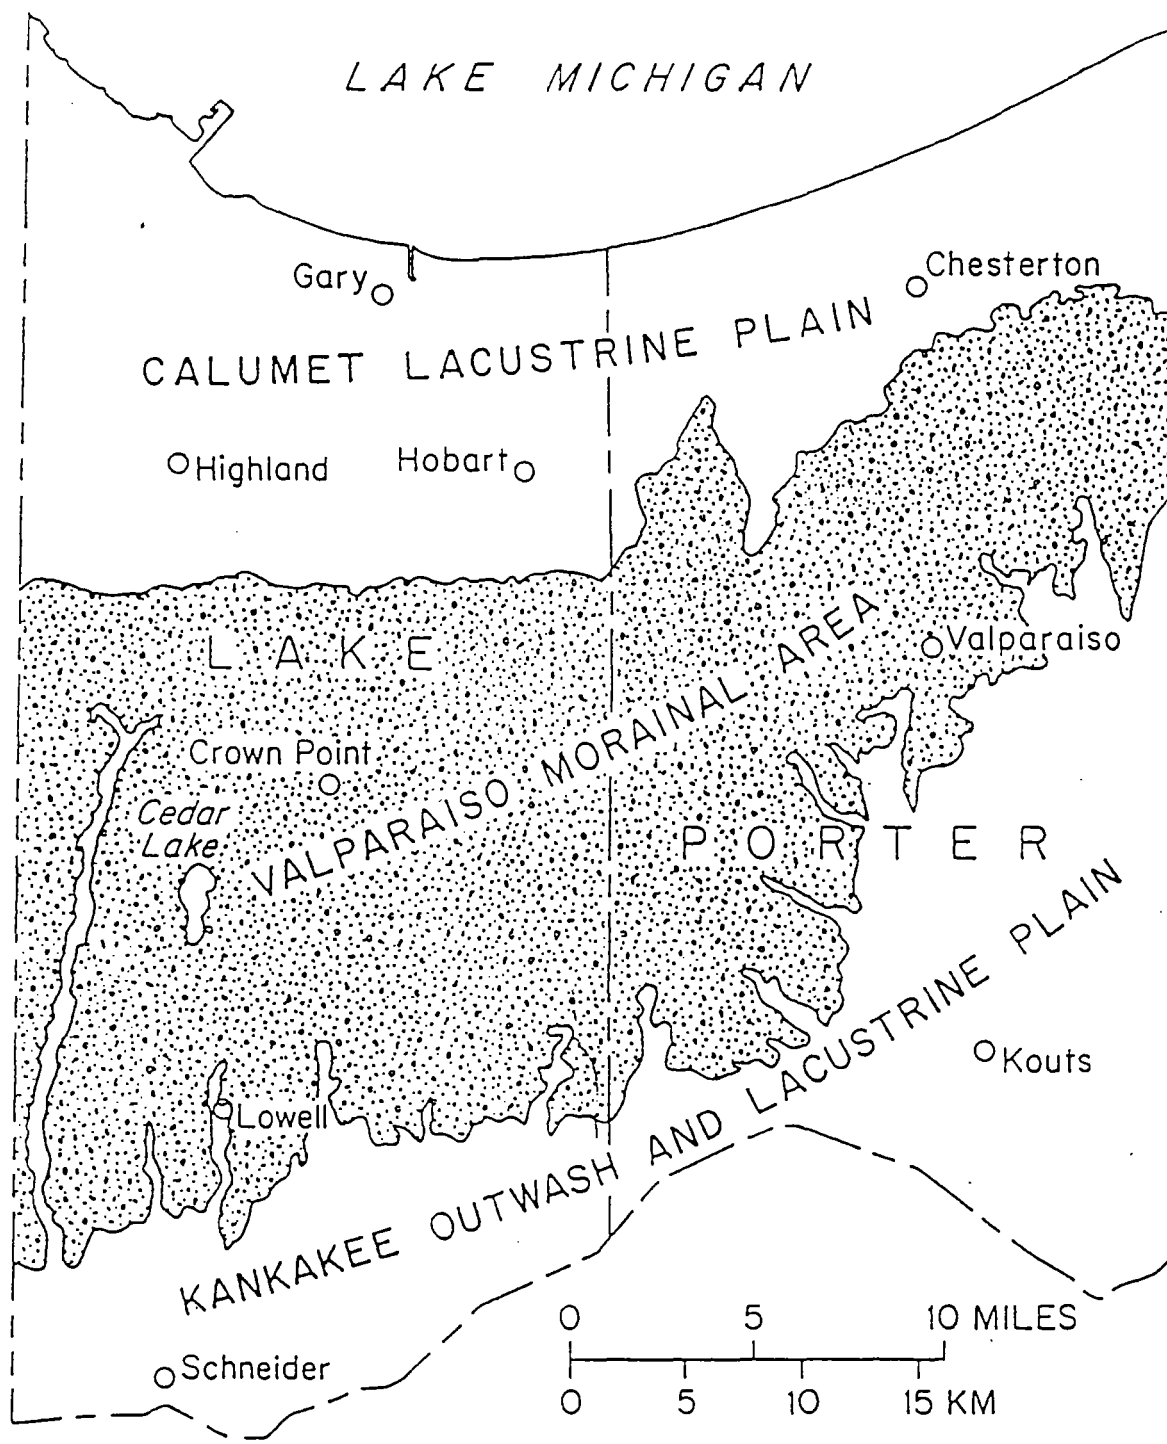 LAKE MICHIGAN
Chesterton
Gary
CALUMET LACUSTRINE PLAIN
Highland
Hobart
LAKE
Valparaiso
VALPARAISO MORAINAL AREA
Crown Point
Cedar
Lake
PORTER
Kouts
Lowell
KANKAKEE OUTWASH AND LACUSTRINE PLAIN
Schneider
0 5 10 MILES
0 5 10 15 KM